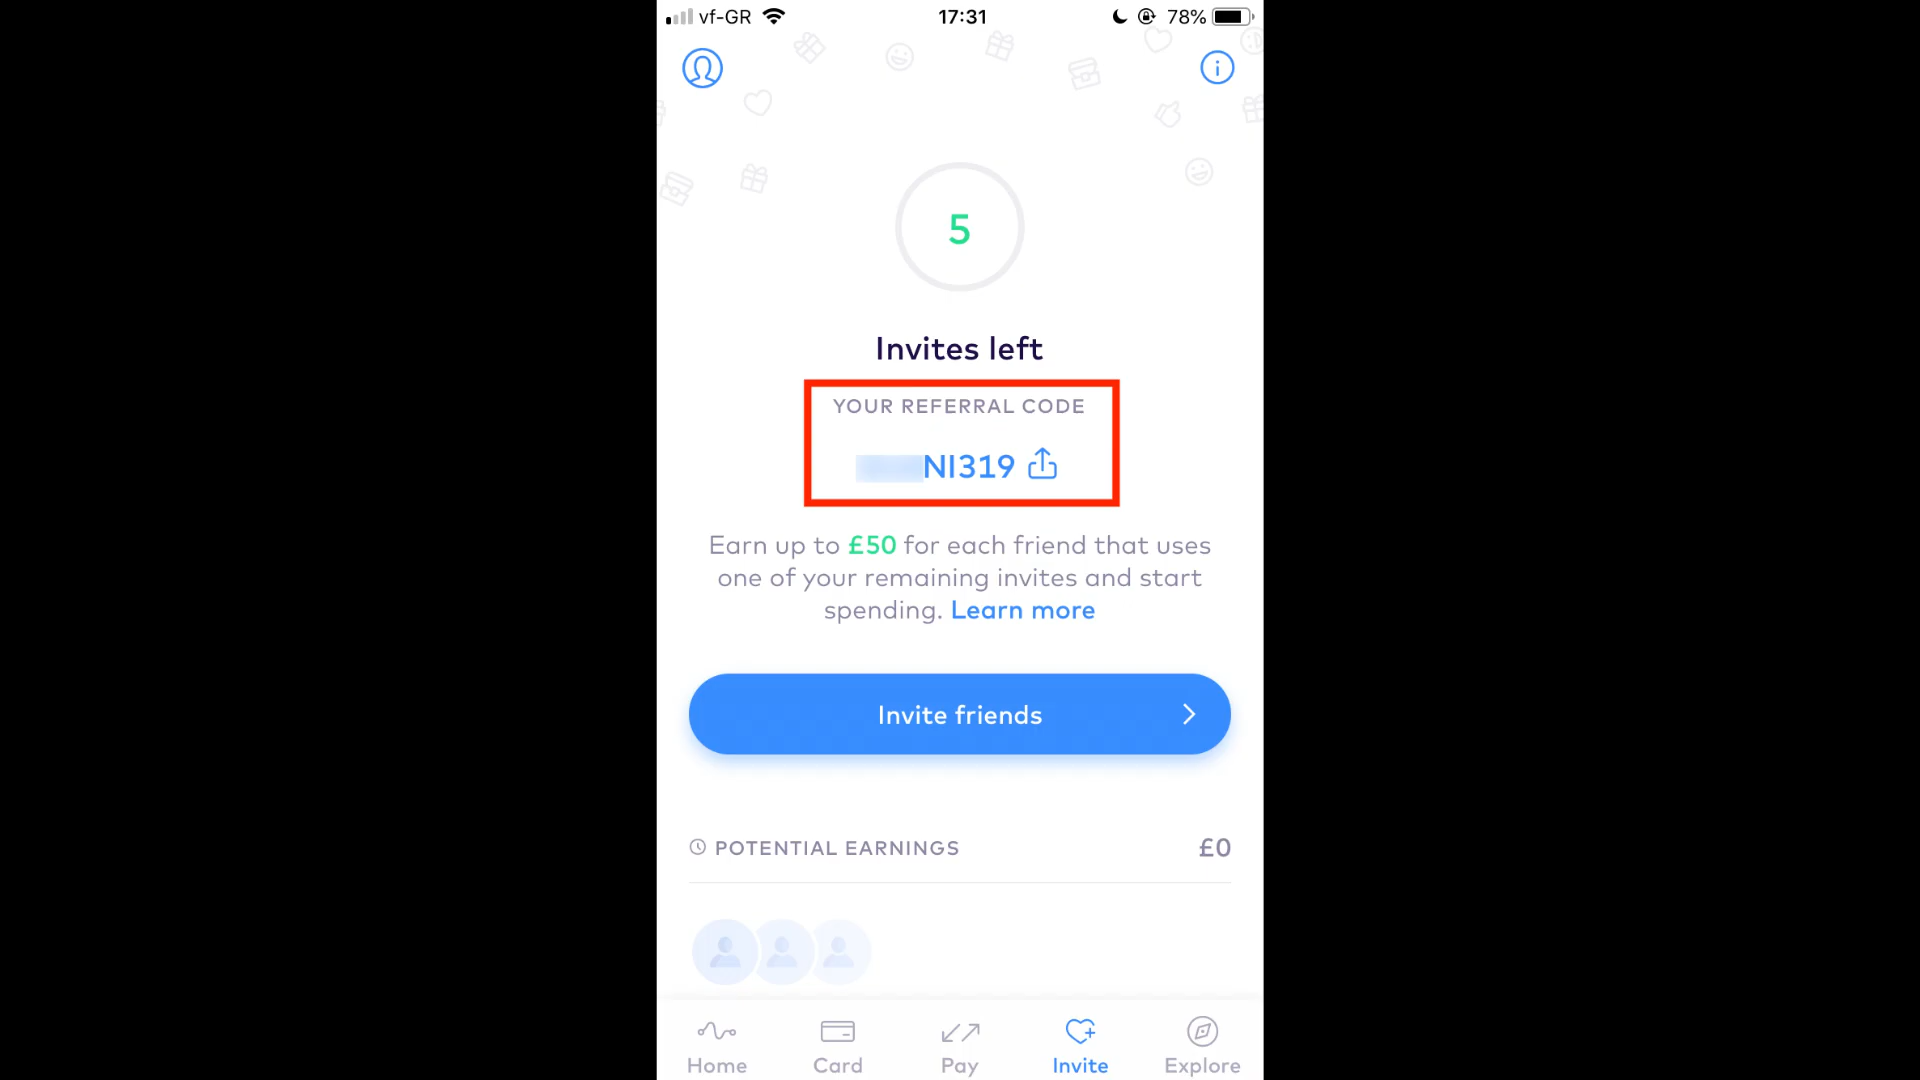 vf-GR 17:31 78%
5
Invites left
YOUR REFERRAL CODE
NI319
Earn up to £50 for each friend that uses
one of your remaining invites and start
spending. Learn more
Invite friends
POTENTIAL EARNINGS £0
Home Card Pay Invite Explore